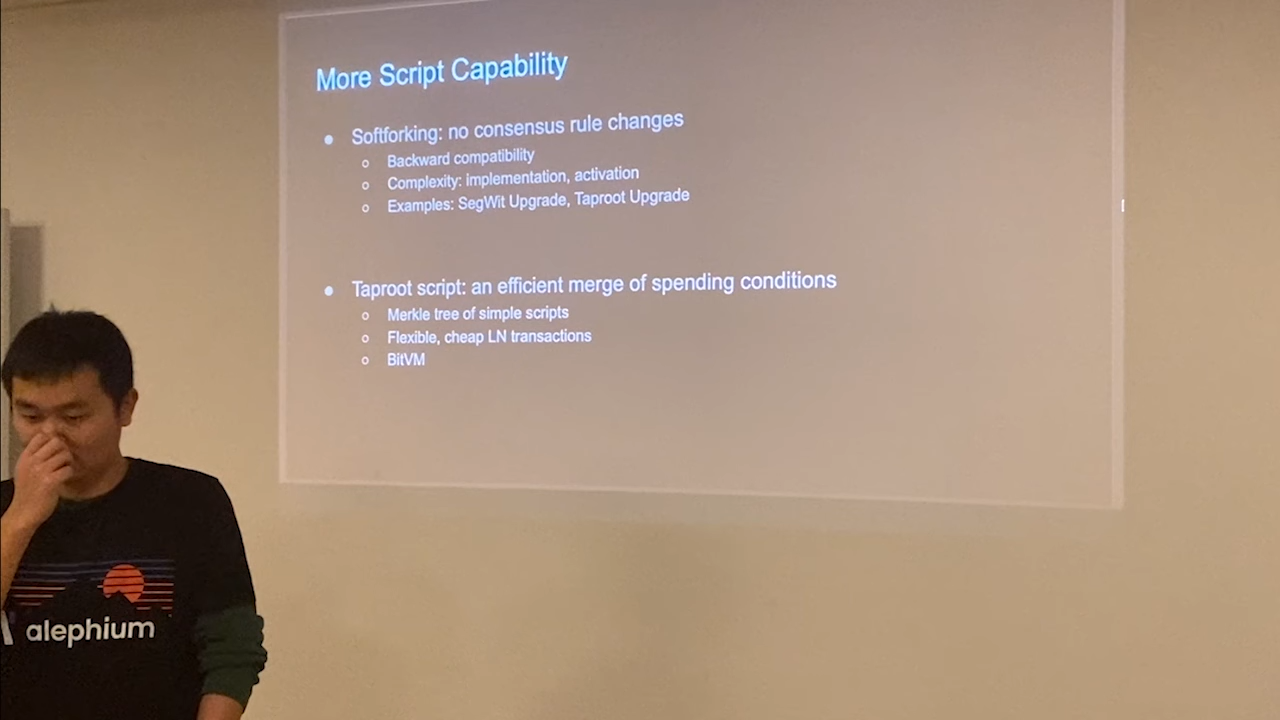 More Script Capability
● Softforking: no consensus rule changes
○ Backward compatibility
○ Complexity: implementation, activation
○ Examples: SegWit Upgrade, Taproot Upgrade
● Taproot script: an efficient merge of spending conditions
○ Merkle tree of simple scripts
○ Flexible, cheap LN transactions
○ BitVM
alephium